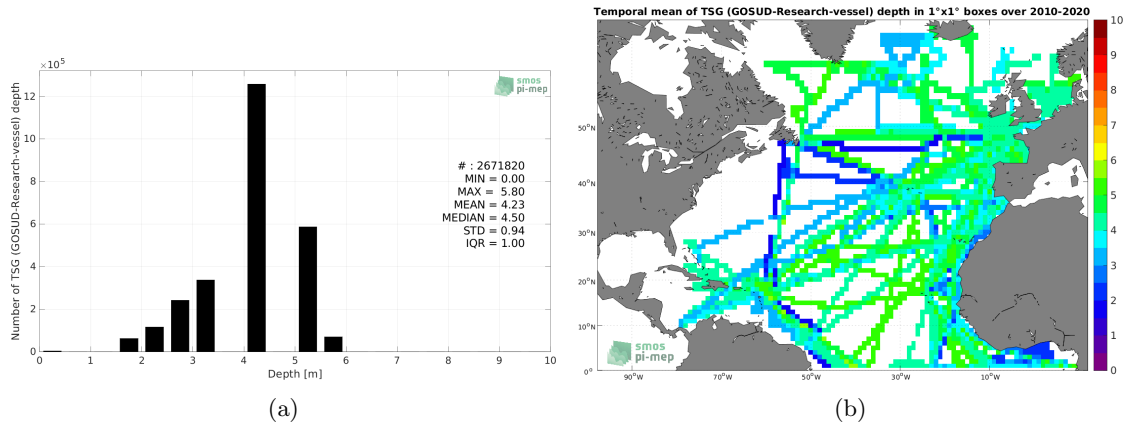 ×10⁵
Number of TSG (GOSUD-Research-vessel) depth
12
10
8
6
4
2
0
0 1 2 3 4 5 6 7 8 9 10
Depth [m]
smos
pi-mep
# : 2671820
MIN = 0.00
MAX = 5.80
MEAN = 4.23
MEDIAN = 4.50
STD = 0.94
IQR = 1.00
(a)
Temporal mean of TSG (GOSUD-Research-vessel) depth in 1°x1° boxes over 2010-2020
50°N
40°N
30°N
20°N
10°N
0°
90°W 70°W 50°W 30°W 10°W
smos
pi-mep
10
9
8
7
6
5
4
3
2
1
0
(b)